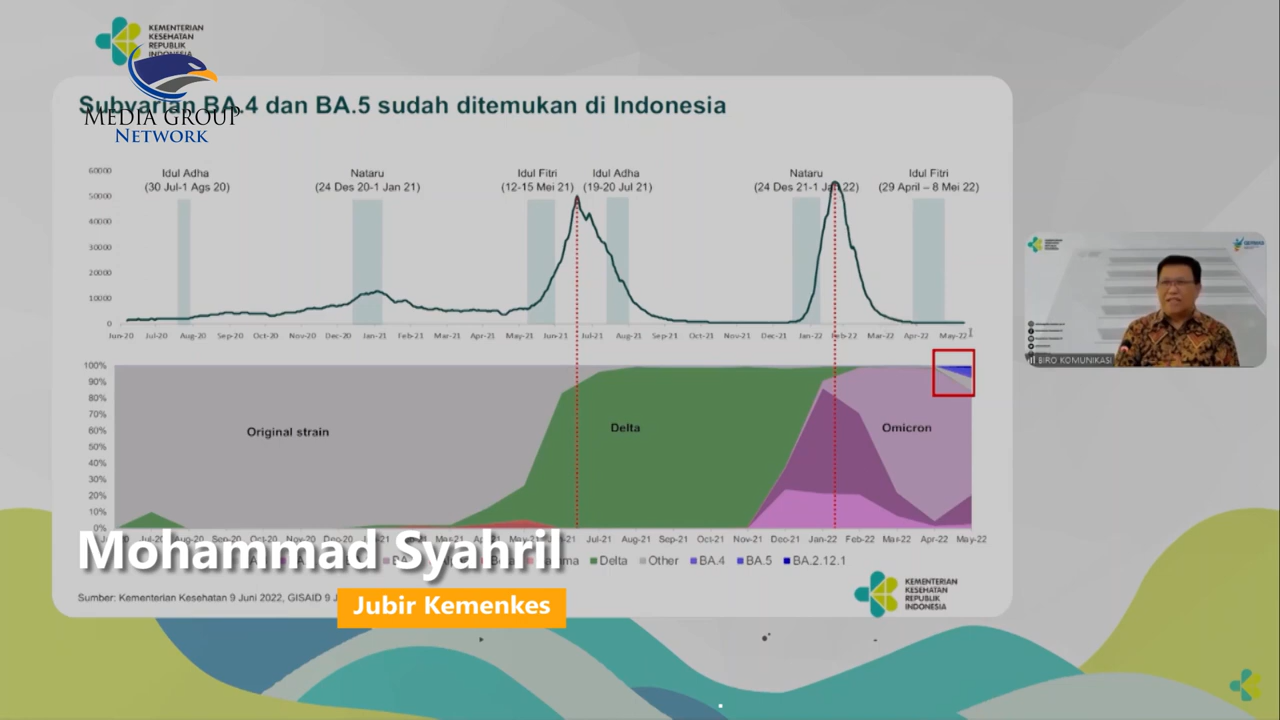 KEMENTERIAN
KESEHATAN
REPUBLIK
INDONESIA
MEDIA GROUP
NETWORK
Subvarian BA.4 dan BA.5 sudah ditemukan di Indonesia
Idul Adha
(30 Jul-1 Ags 20)
Nataru
(24 Des 20-1 Jan 21)
Idul Fitri
(12-15 Mei 21)
Idul Adha
(19-20 Jul 21)
Nataru
(24 Des 21-1 Jan 22)
Idul Fitri
(29 April – 8 Mei 22)
60000
50000
40000
30000
20000
10000
0
Jun-20 Jul-20 Aug-20 Sep-20 Oct-20 Nov-20 Dec-20 Jan-21 Feb-21 Mar-21 Apr-21 May-21 Jun-21 Jul-21 Aug-21 Sep-21 Oct-21 Nov-21 Dec-21 Jan-22 Feb-22 Mar-22 Apr-22 May-22
100%
90%
80%
70%
60%
50%
40%
30%
20%
10%
0%
Original strain
Delta
Omicron
Jul-21 Aug-21 Sep-21 Oct-21 Nov-21 Dec-21 Jan-22 Feb-22 Mar-22 Apr-22 May-22
Delta Other BA.4 BA.5 BA.2.12.1
Mohammad Syahril
Jubir Kemenkes
Sumber: Kementerian Kesehatan 9 Juni 2022, GISAID 9
KEMENTERIAN
KESEHATAN
REPUBLIK
INDONESIA
BIRO KOMUNIKASI